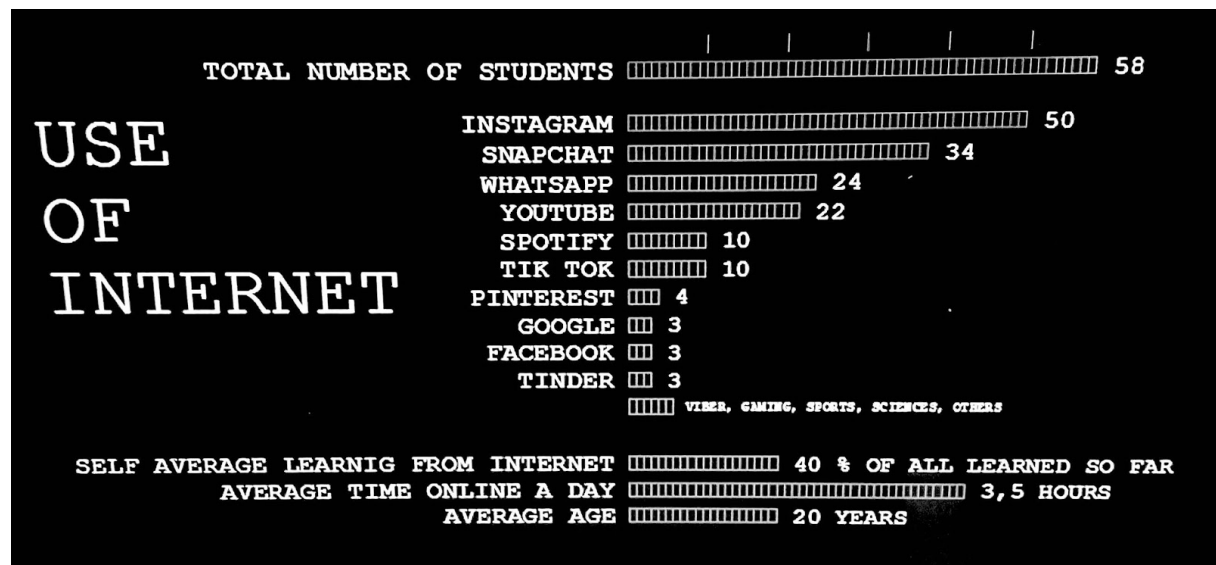 TOTAL NUMBER OF STUDENTS 58
USE
OF
INTERNET
INSTAGRAM 50
SNAPCHAT 34
WHATSAPP 24
YOUTUBE 22
SPOTIFY 10
TIK TOK 10
PINTEREST 4
GOOGLE 3
FACEBOOK 3
TINDER 3
VIBER, GAMING, SPORTS, SCIENCES, OTHERS
SELF AVERAGE LEARNIG FROM INTERNET 40 % OF ALL LEARNED SO FAR
AVERAGE TIME ONLINE A DAY 3,5 HOURS
AVERAGE AGE 20 YEARS